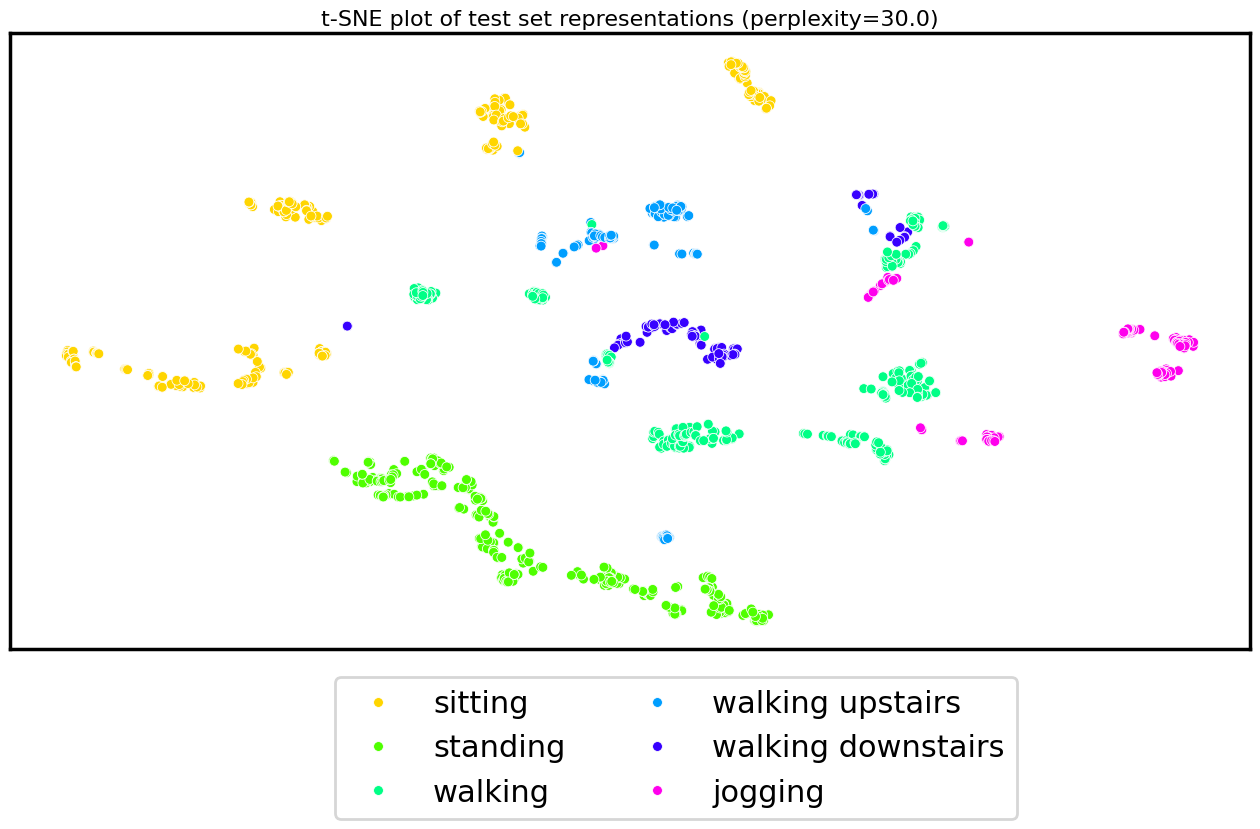 t-SNE plot of test set representations (perplexity=30.0)
sitting
standing
walking
walking upstairs
walking downstairs
jogging